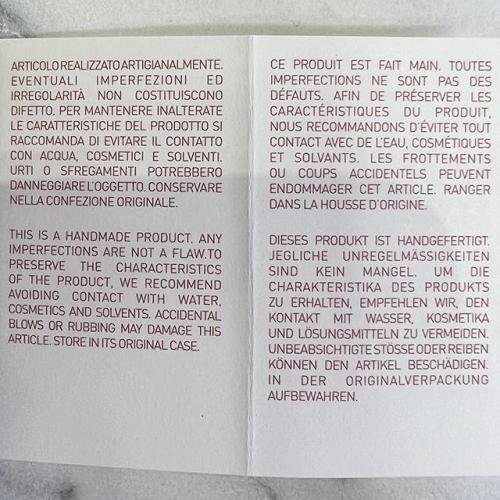 ARTICOLO REALIZZATO ARTIGIANALMENTE.
EVENTUALI IMPERFEZIONI ED
IRREGOLARITÀ NON COSTITUISCONO
DIFETTO. PER MANTENERE INALTERATE
LE CARATTERISTICHE DEL PRODOTTO SI
RACCOMANDA DI EVITARE IL CONTATTO
CON ACQUA, COSMETICI E SOLVENTI.
URTI O SFREGAMENTI POTREBBERO
DANNEGGIARE L'OGGETTO. CONSERVARE
NELLA CONFEZIONE ORIGINALE.
THIS IS A HANDMADE PRODUCT. ANY
IMPERFECTIONS ARE NOT A FLAW.TO
PRESERVE THE CHARACTERISTICS
OF THE PRODUCT, WE RECOMMEND
AVOIDING CONTACT WITH WATER,
COSMETICS AND SOLVENTS. ACCIDENTAL
BLOWS OR RUBBING MAY DAMAGE THIS
ARTICLE. STORE IN ITS ORIGINAL CASE.
CE PRODUIT EST FAIT MAIN. TOUTES
IMPERFECTIONS NE SONT PAS DES
DÉFAUTS. AFIN DE PRÉSERVER LES
CARACTÉRISTIQUES DU PRODUIT,
NOUS RECOMMANDONS D'ÉVITER TOUT
CONTACT AVEC DE L'EAU, COSMÉTIQUES
ET SOLVANTS. LES FROTTEMENTS
OU COUPS ACCIDENTELS PEUVENT
ENDOMMAGER CET ARTICLE. RANGER
DANS LA HOUSSE D'ORIGINE.
DIESES PRODUKT IST HANDGEFERTIGT.
JEGLICHE UNREGELMÄSSIGKEITEN
SIND KEIN MANGEL. UM DIE
CHARAKTERISTIKA DES PRODUKTS
ZU ERHALTEN, EMPFEHLEN WIR, DEN
KONTAKT MIT WASSER, KOSMETIKA
UND LÖSUNGSMITTELN ZU VERMEIDEN.
UNBEABSICHTIGTE STÖSSE ODER REIBEN
KÖNNEN DEN ARTIKEL BESCHÄDIGEN.
IN DER ORIGINALVERPACKUNG
AUFBEWAHREN.